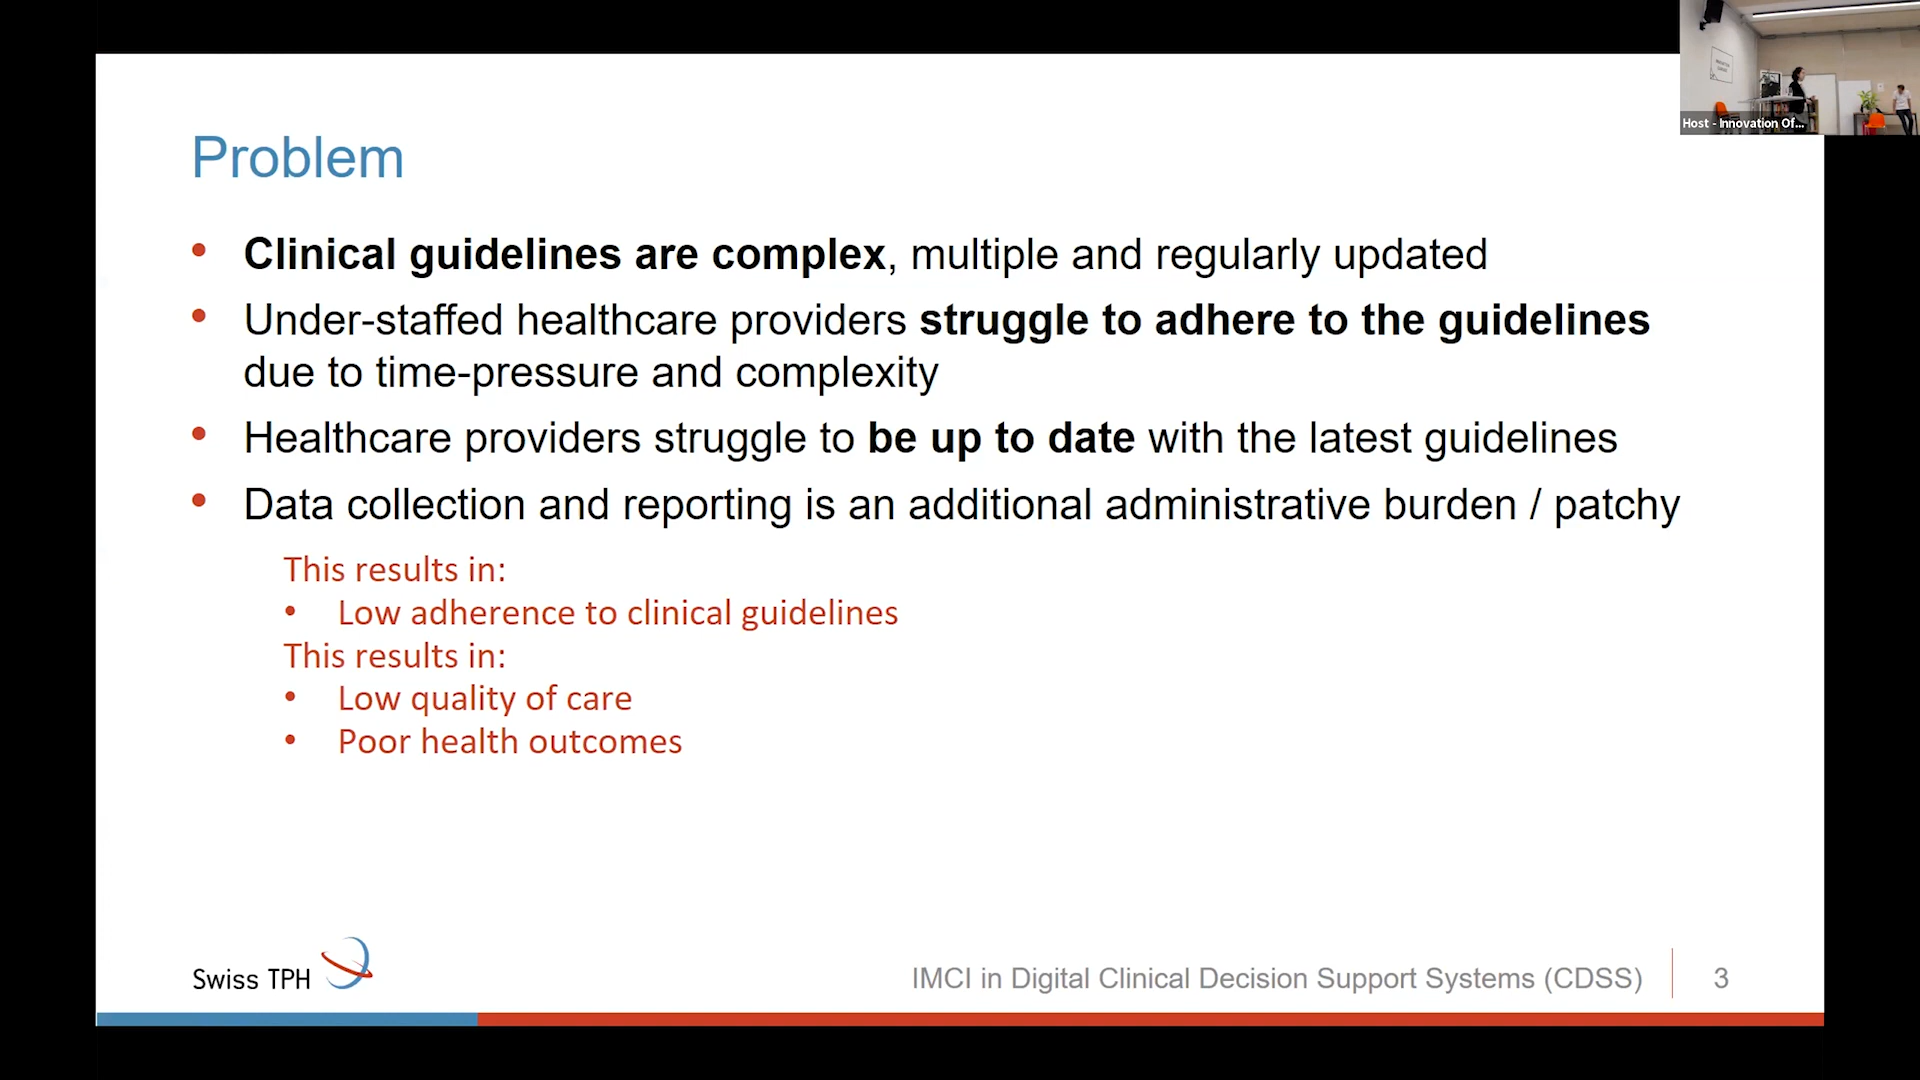 Problem
• Clinical guidelines are complex, multiple and regularly updated
• Under-staffed healthcare providers struggle to adhere to the guidelines
due to time-pressure and complexity
• Healthcare providers struggle to be up to date with the latest guidelines
• Data collection and reporting is an additional administrative burden / patchy
This results in:
• Low adherence to clinical guidelines
This results in:
• Low quality of care
• Poor health outcomes
Swiss TPH
IMCI in Digital Clinical Decision Support Systems (CDSS)
3
Host - Innovation Of...